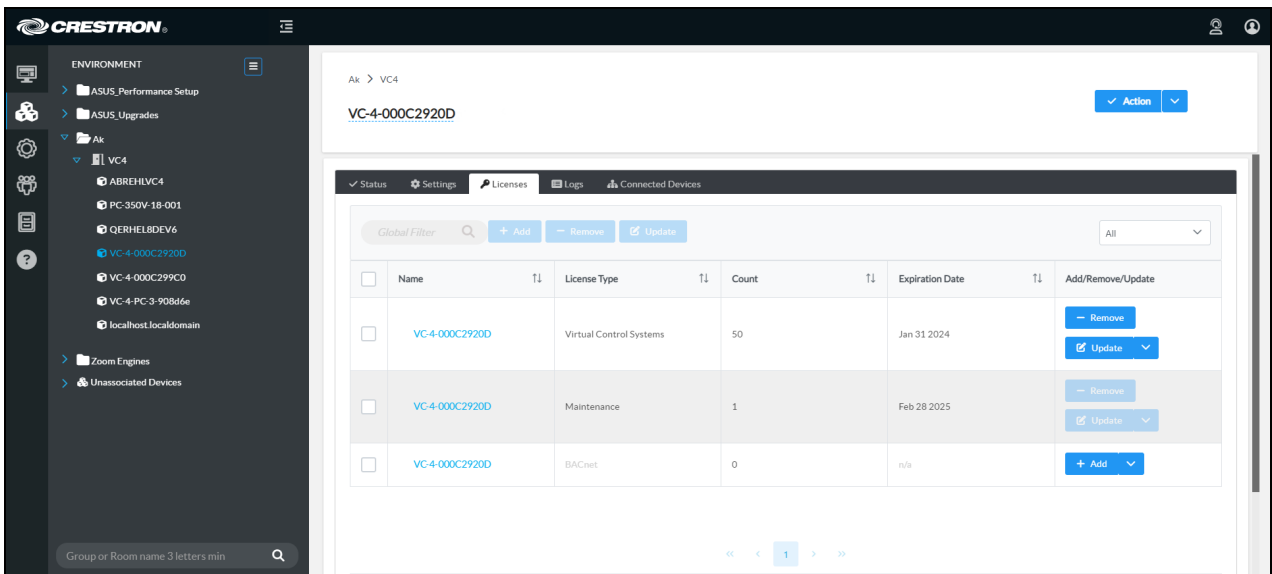 CRESTRON®
ENVIRONMENT
ASUS_Performance Setup
ASUS_Upgrades
Ak
VC4
ABREHLVC4
PC-350V-18-001
QERHEL8DEV6
VC-4-000C2920D
VC-4-000C299C0
VC-4-PC-3-908d6e
localhost.localdomain
Zoom Engines
Unassociated Devices
Group or Room name 3 letters min
Ak > VC4
VC-4-000C2920D
Action
Status Settings Licenses Logs Connected Devices
Global Filter + Add − Remove Update All
Name License Type Count Expiration Date Add/Remove/Update
VC-4-000C2920D Virtual Control Systems 50 Jan 31 2024 − Remove
Update
VC-4-000C2920D Maintenance 1 Feb 28 2025 − Remove
Update
VC-4-000C2920D BACnet 0 n/a + Add
« < 1 > »